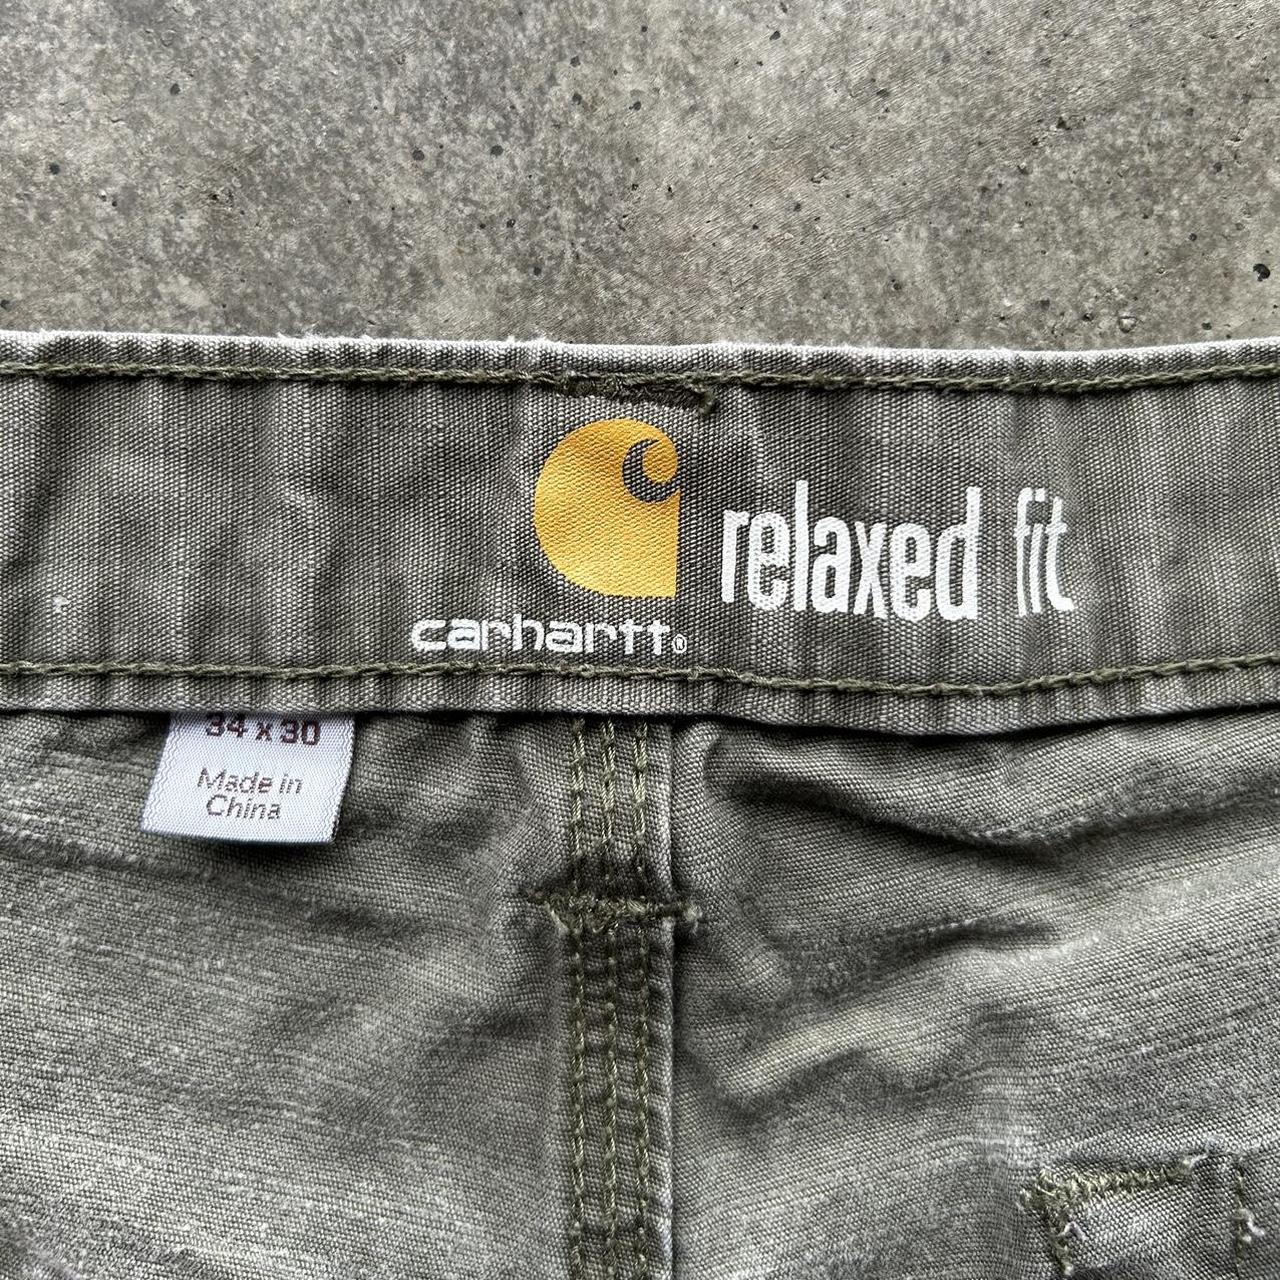 relaxed fit
carhartt®
34 x 30
Made in
China